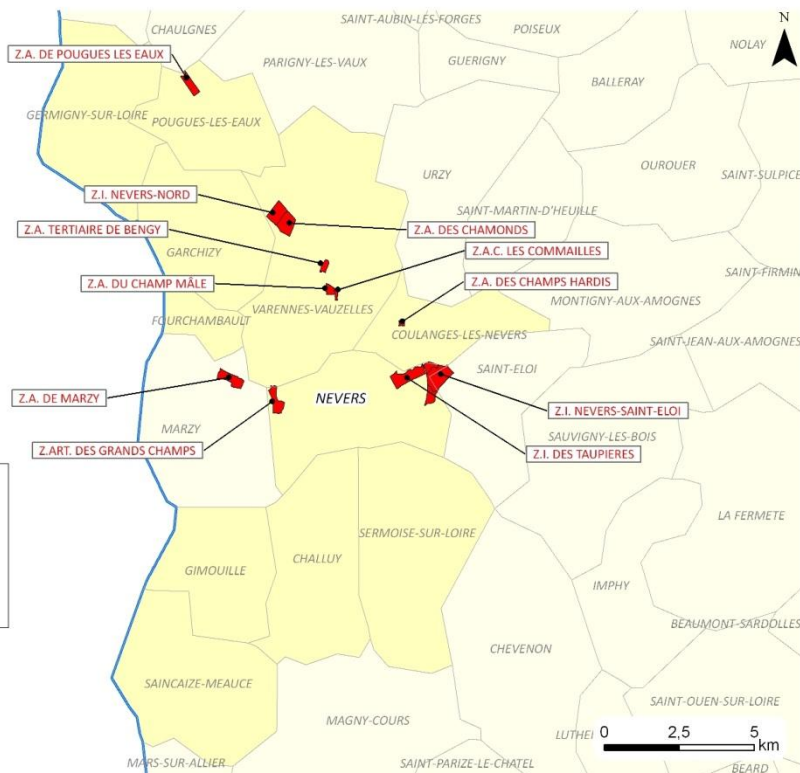 SAINT-AUBIN-LES-FORGES
N
CHAULGNES
POISEUX
NOLAY
Z.A. DE POUGUES LES EAUX
PARIGNY-LES-VAUX
GUERIGNY
BALLERAY
GERMIGNY-SUR-LOIRE
POUGUES-LES-EAUX
OUROUER
URZY
SAINT-SULPICE
Z.I. NEVERS-NORD
SAINT-MARTIN-D'HEUILLE
Z.A. TERTIAIRE DE BENGY
Z.A. DES CHAMONDS
GARCHIZY
Z.A.C. LES COMMAILLES
SAINT-FIRMIN
Z.A. DU CHAMP MÂLE
Z.A. DES CHAMPS HARDIS
MONTIGNY-AUX-AMOGNES
VARENNES-VAUZELLES
FOURCHAMBAULT
COULANGES-LES-NEVERS
SAINT-JEAN-AUX-AMOGNES
SAINT-ELOI
Z.A. DE MARZY
NEVERS
Z.I. NEVERS-SAINT-ELOI
MARZY
SAUVIGNY-LES-BOIS
Z.ART. DES GRANDS CHAMPS
Z.I. DES TAUPIERES
LA FERMETE
SERMOISE-SUR-LOIRE
CHALLUY
GIMOUILLE
IMPHY
BEAUMONT-SARDOLLES
CHEVENON
SAINCAIZE-MEAUCE
SAINT-OUEN-SUR-LOIRE
MAGNY-COURS
LUTHE
0 2,5 5
km
MARS-SUR-ALLIER
SAINT-PARIZE-LE-CHATEL
BEARD